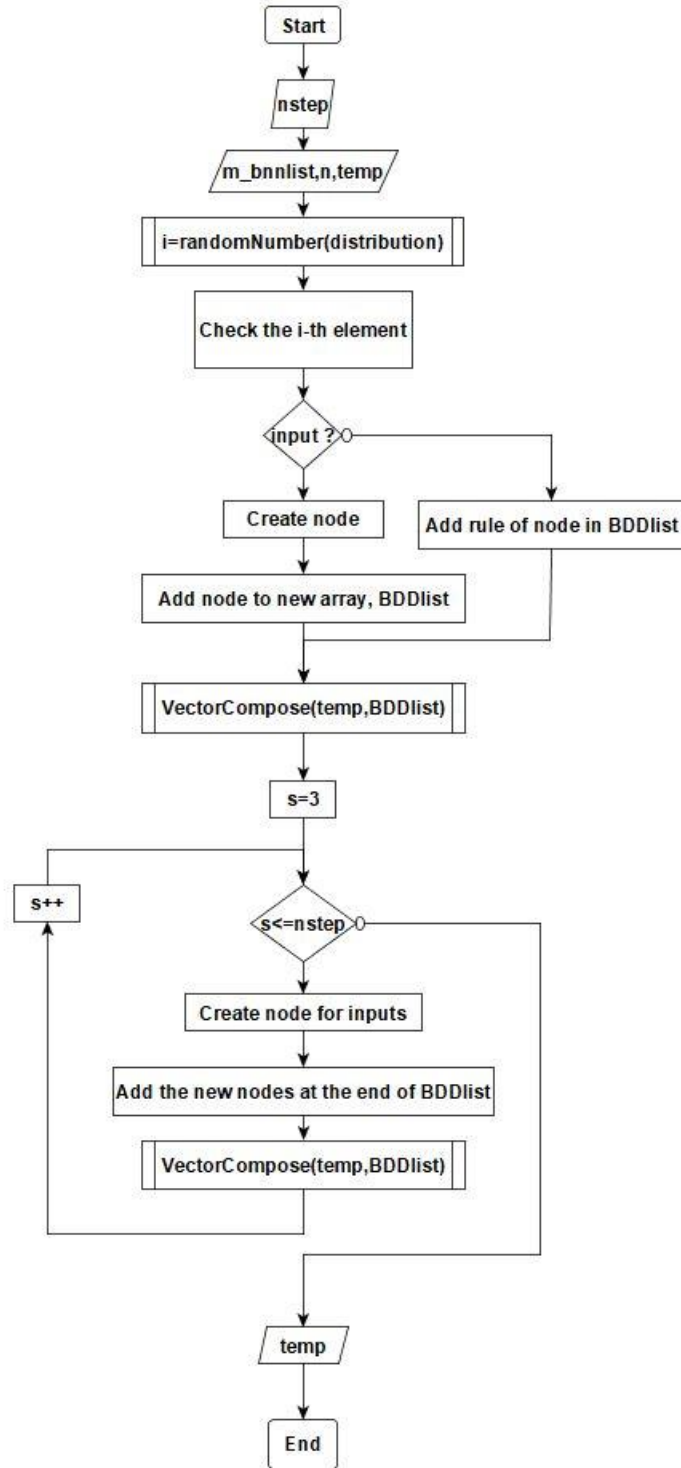 Start
nstep
m_bnnlist,n,temp
i=randomNumber(distribution)
Check the i-th element
input ?
Create node
Add rule of node in BDDlist
Add node to new array, BDDlist
VectorCompose(temp,BDDlist)
s=3
s++
s<=nstep
Create node for inputs
Add the new nodes at the end of BDDlist
VectorCompose(temp,BDDlist)
temp
End